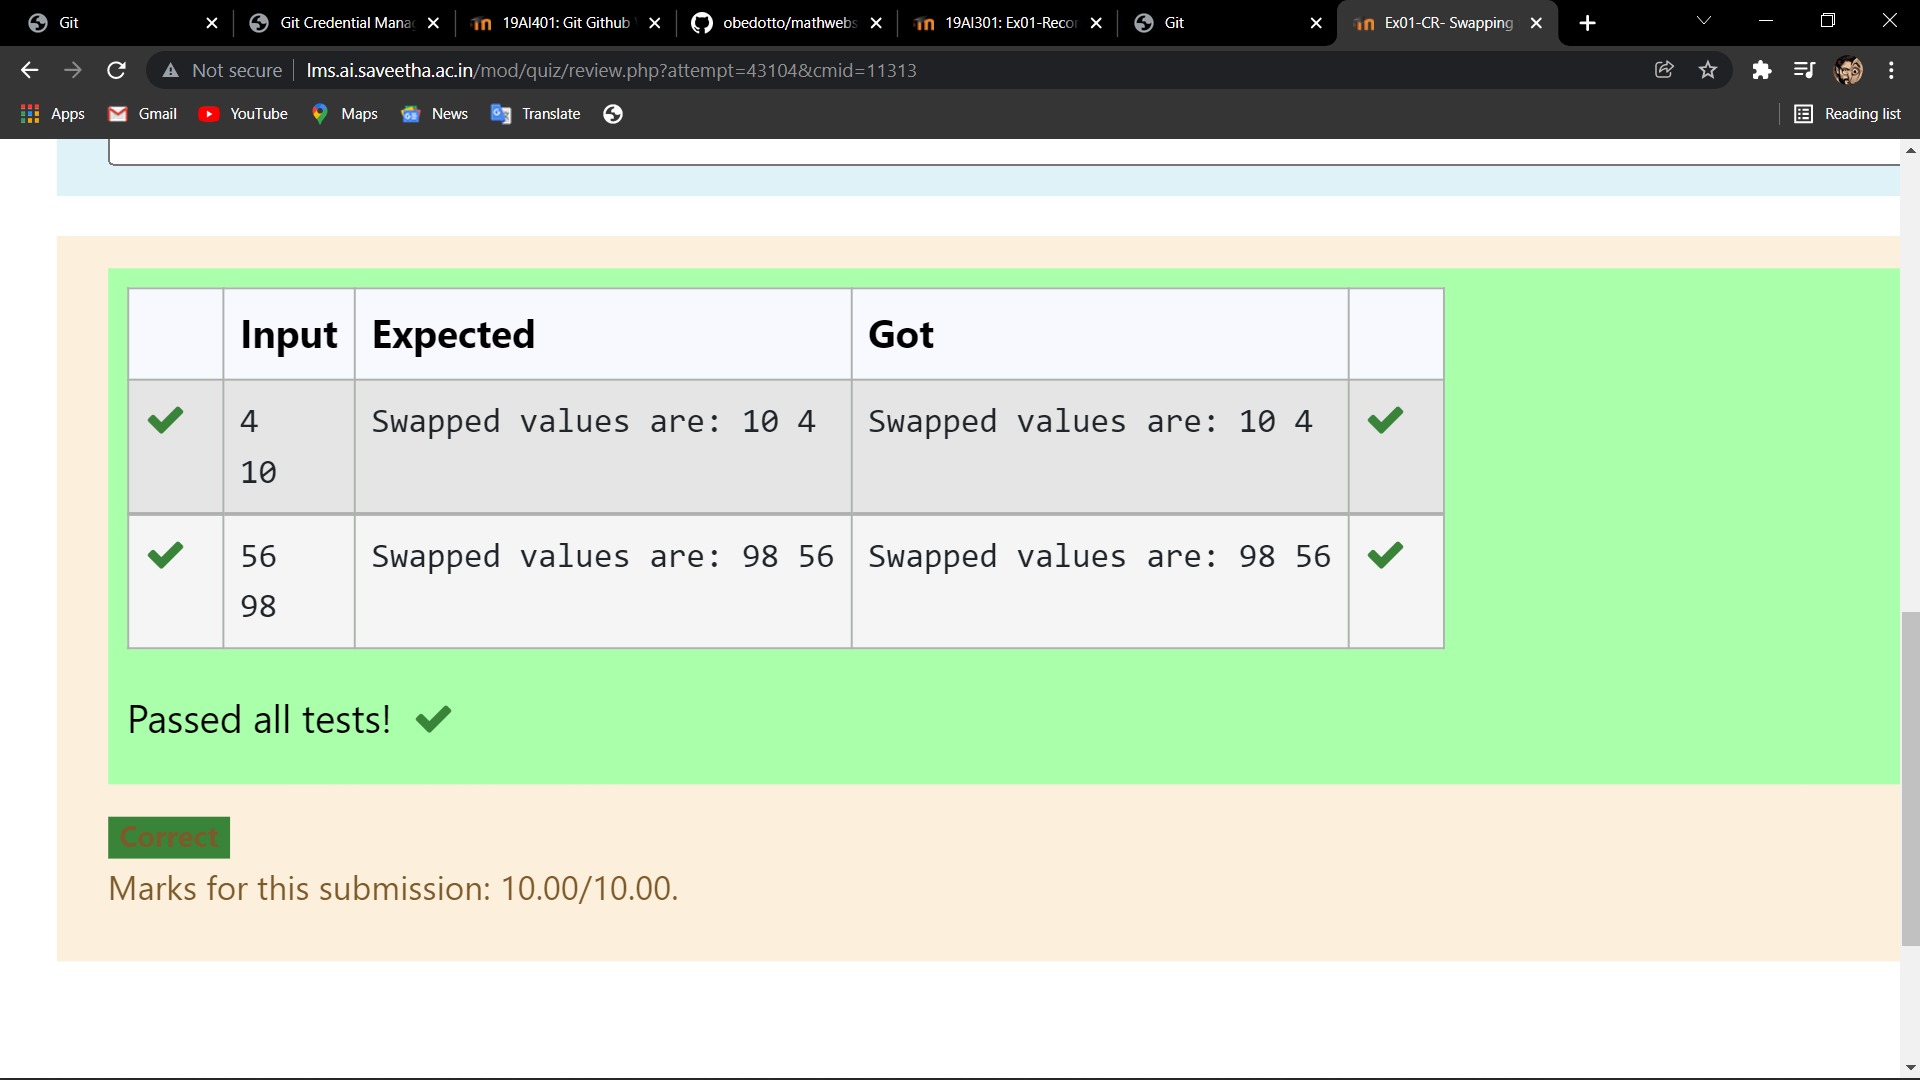 Git
Git Credential Mana
19AI401: Git Github
obedotto/mathwebs
19AI301: Ex01-Reco
Git
Ex01-CR- Swapping
Not secure
lms.ai.saveetha.ac.in/mod/quiz/review.php?attempt=43104&cmid=11313
Apps
Gmail
YouTube
Maps
News
Translate
Reading list
Input Expected Got
4 Swapped values are: 10 4 Swapped values are: 10 4
10
56 Swapped values are: 98 56 Swapped values are: 98 56
98
Passed all tests!
Correct
Marks for this submission: 10.00/10.00.